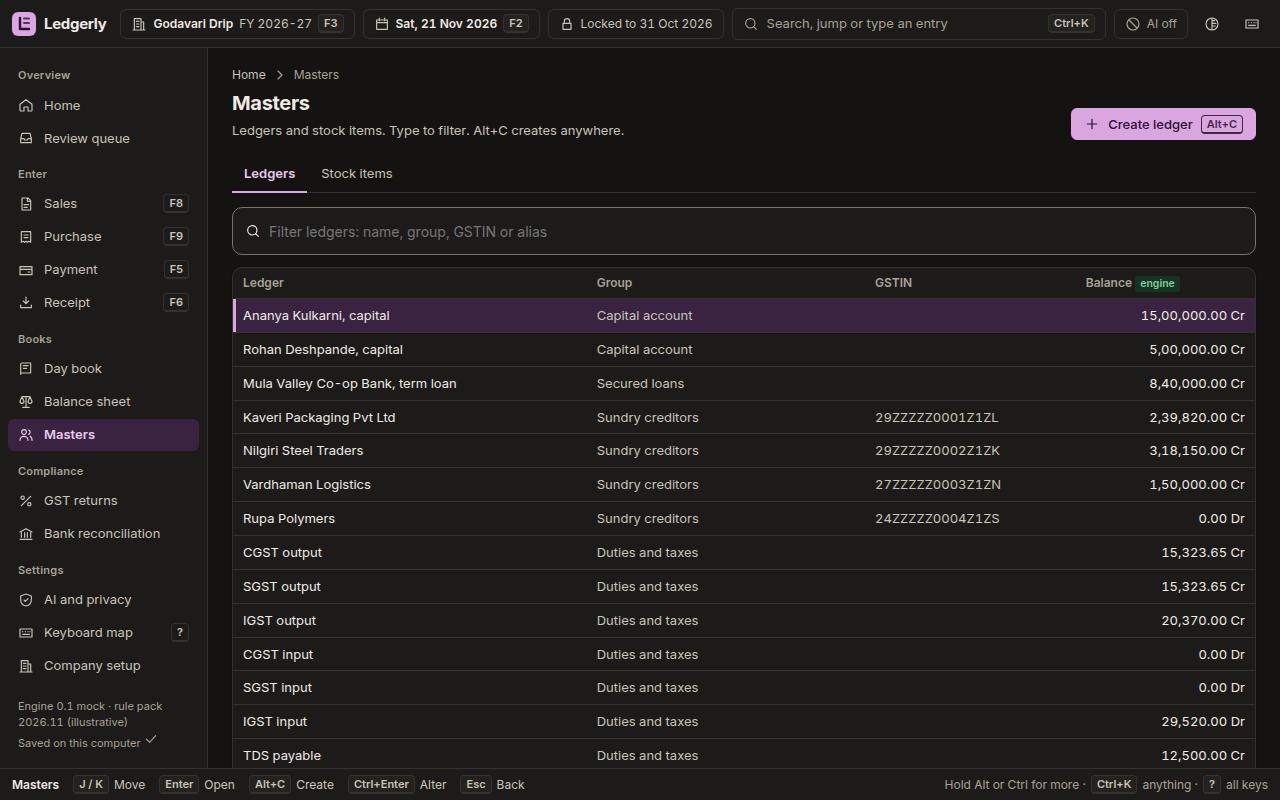 Ledgerly Godavari Drip FY 2026-27 F3 Sat, 21 Nov 2026 F2 Locked to 31 Oct 2026 Search, jump or type an entry Ctrl+K AI off
Overview
Home
Review queue
Enter
Sales F8
Purchase F9
Payment F5
Receipt F6
Books
Day book
Balance sheet
Masters
Compliance
GST returns
Bank reconciliation
Settings
AI and privacy
Keyboard map ?
Company setup
Engine 0.1 mock · rule pack
2026.11 (illustrative)
Saved on this computer
Home Masters
Masters
Ledgers and stock items. Type to filter. Alt+C creates anywhere.
Create ledger Alt+C
Ledgers Stock items
Filter ledgers: name, group, GSTIN or alias
Ledger Group GSTIN Balance engine
Ananya Kulkarni, capital Capital account 15,00,000.00 Cr
Rohan Deshpande, capital Capital account 5,00,000.00 Cr
Mula Valley Co-op Bank, term loan Secured loans 8,40,000.00 Cr
Kaveri Packaging Pvt Ltd Sundry creditors 29ZZZZZ0001Z1ZL 2,39,820.00 Cr
Nilgiri Steel Traders Sundry creditors 29ZZZZZ0002Z1ZK 3,18,150.00 Cr
Vardhaman Logistics Sundry creditors 27ZZZZZ0003Z1ZN 1,50,000.00 Cr
Rupa Polymers Sundry creditors 24ZZZZZ0004Z1ZS 0.00 Dr
CGST output Duties and taxes 15,323.65 Cr
SGST output Duties and taxes 15,323.65 Cr
IGST output Duties and taxes 20,370.00 Cr
CGST input Duties and taxes 0.00 Dr
SGST input Duties and taxes 0.00 Dr
IGST input Duties and taxes 29,520.00 Dr
TDS payable Duties and taxes 12,500.00 Cr
Masters J / K Move Enter Open Alt+C Create Ctrl+Enter Alter Esc Back Hold Alt or Ctrl for more · Ctrl+K anything · ? all keys